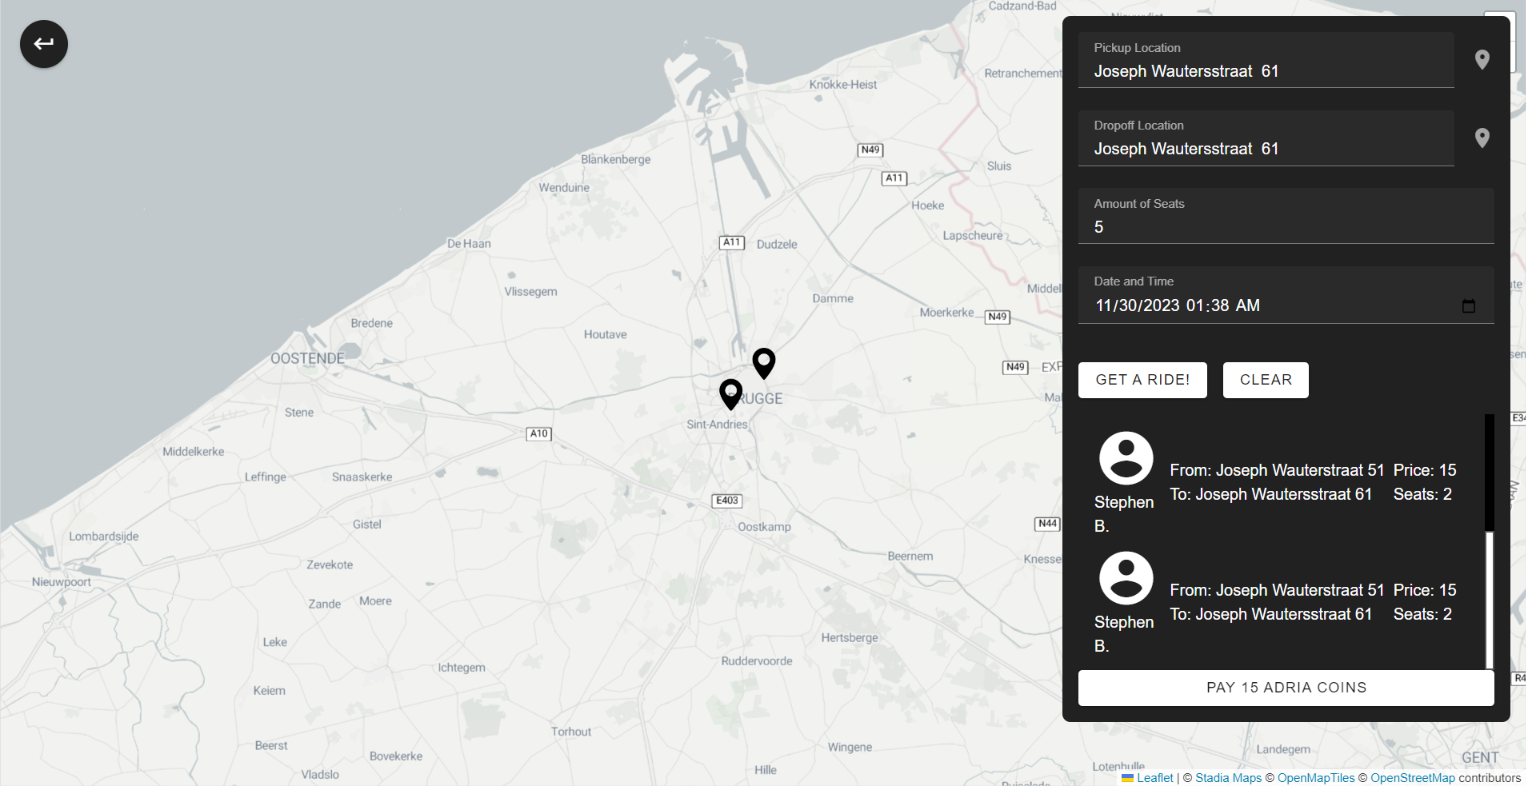 Cadzand-Bad
Nieuwvliet
Knokke-Heist
Retranchement
N49
Blankenberge
Sluis
A11
Wenduine
Hoeke
Lapscheure
De Haan
A11
Dudzele
Vlissegem
Damme
Middel
Moerkerke
N49
Bredene
Houtave
OOSTENDE
N49
EXP
BRUGGE
Stene
Sint-Andries
A10
Middelkerke
Leffinge
Snaaskerke
E403
Gistel
Oostkamp
N44
Lombardsijde
Zevekote
Beernem
Knesse
Nieuwpoort
Zande
Moere
Leke
Hertsberge
Ruddervoorde
Ichtegem
Keiem
Torhout
Beerst
Bovekerke
Wingene
Landegem
GENT
Vladslo
Hille
Lotenhulle
E34
R4
Pickup Location
Joseph Wautersstraat 61
Dropoff Location
Joseph Wautersstraat 61
Amount of Seats
5
Date and Time
11/30/2023 01:38 AM
GET A RIDE!
CLEAR
From: Joseph Wauterstraat 51 Price: 15
To: Joseph Wautersstraat 61 Seats: 2
Stephen
B.
From: Joseph Wauterstraat 51 Price: 15
To: Joseph Wautersstraat 61 Seats: 2
Stephen
B.
PAY 15 ADRIA COINS
Leaflet | © Stadia Maps © OpenMapTiles © OpenStreetMap contributors